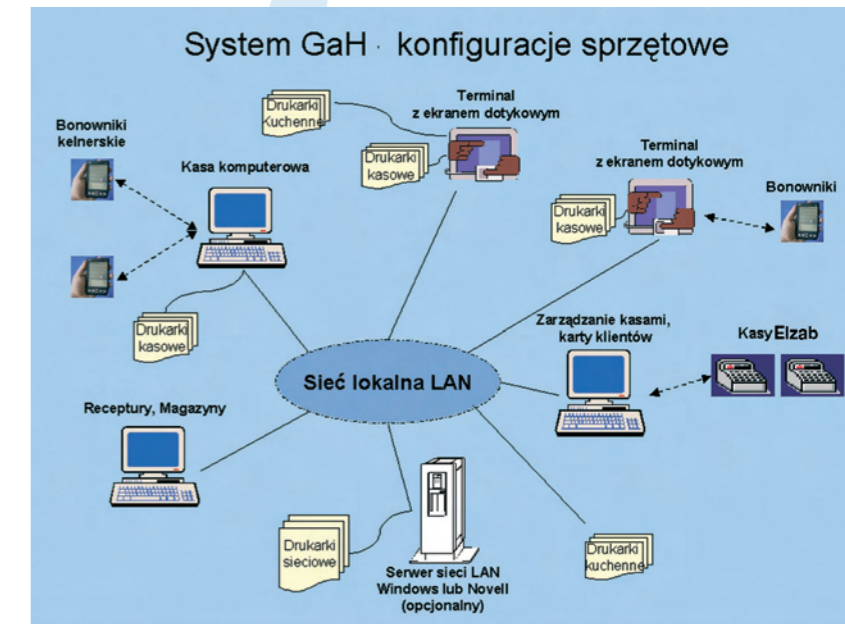 System GaH · konfiguracje sprzętowe
Drukarki
Kuchenne
Terminal
z ekranem dotykowym
Bonowniki
kelnerskie
Kasa komputerowa
Drukarki
kasowe
Terminal
z ekranem dotykowym
Bonowniki
Drukarki
kasowe
Drukarki
kasowe
Zarządzanie kasami,
karty klientów
Kasy Elzab
Sieć lokalna LAN
Receptury, Magazyny
Drukarki
sieciowe
Drukarki
kuchenne
Serwer sieci LAN
Windows lub Novell
(opcjonalny)